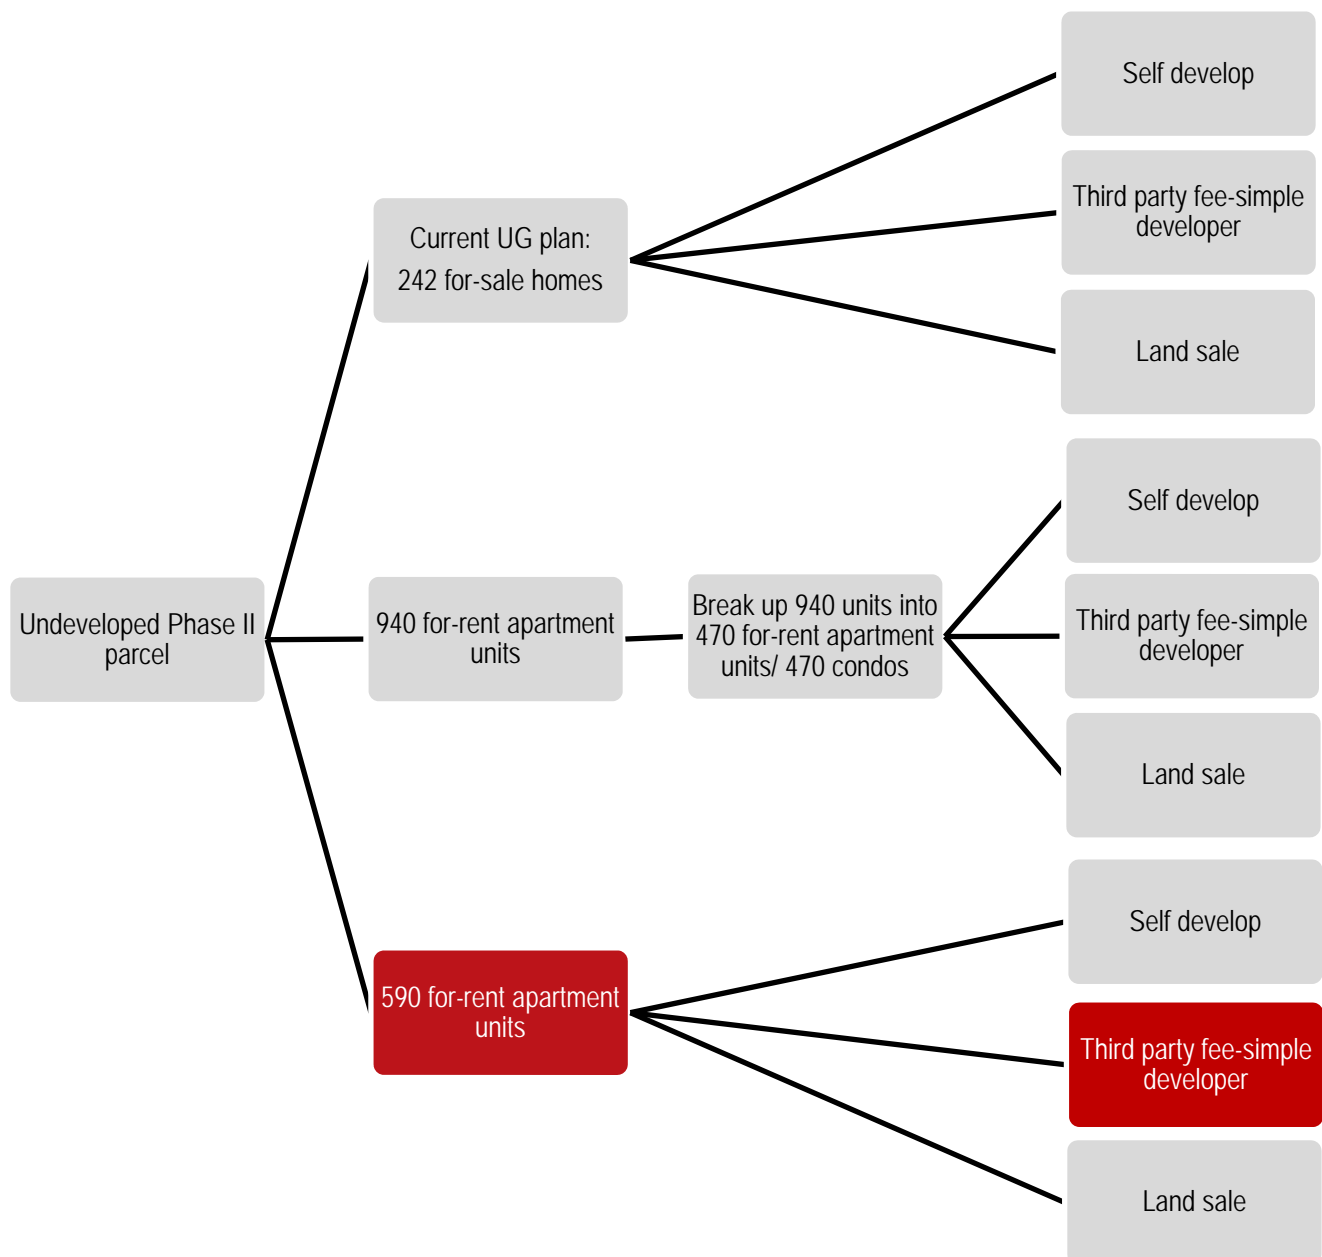 Undeveloped Phase II
parcel
Current UG plan:
242 for-sale homes
Self develop
Third party fee-simple
developer
Land sale
940 for-rent apartment
units
Break up 940 units into
470 for-rent apartment
units/ 470 condos
Self develop
Third party fee-simple
developer
Land sale
590 for-rent apartment
units
Self develop
Third party fee-simple
developer
Land sale